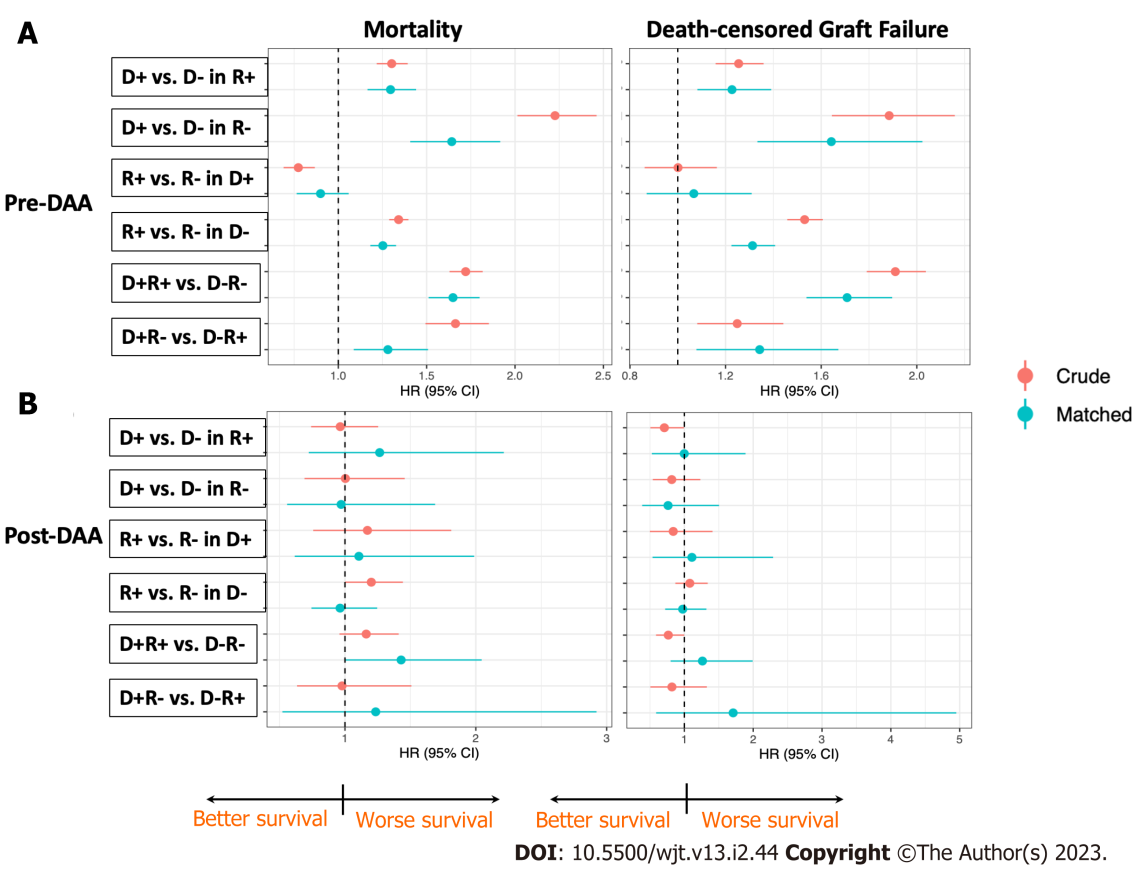 A
Mortality
Death-censored Graft Failure
Pre-DAA
D+ vs. D- in R+
D+ vs. D- in R-
R+ vs. R- in D+
R+ vs. R- in D-
D+R+ vs. D-R-
D+R- vs. D-R+
1.0 1.5 2.0 2.5
HR (95% CI)
0.8 1.2 1.6 2.0
HR (95% CI)
Crude
Matched
B
Post-DAA
D+ vs. D- in R+
D+ vs. D- in R-
R+ vs. R- in D+
R+ vs. R- in D-
D+R+ vs. D-R-
D+R- vs. D-R+
1 2 3
HR (95% CI)
1 2 3 4 5
HR (95% CI)
Better survival Worse survival
Better survival Worse survival
DOI: 10.5500/wjt.v13.i2.44 Copyright ©The Author(s) 2023.